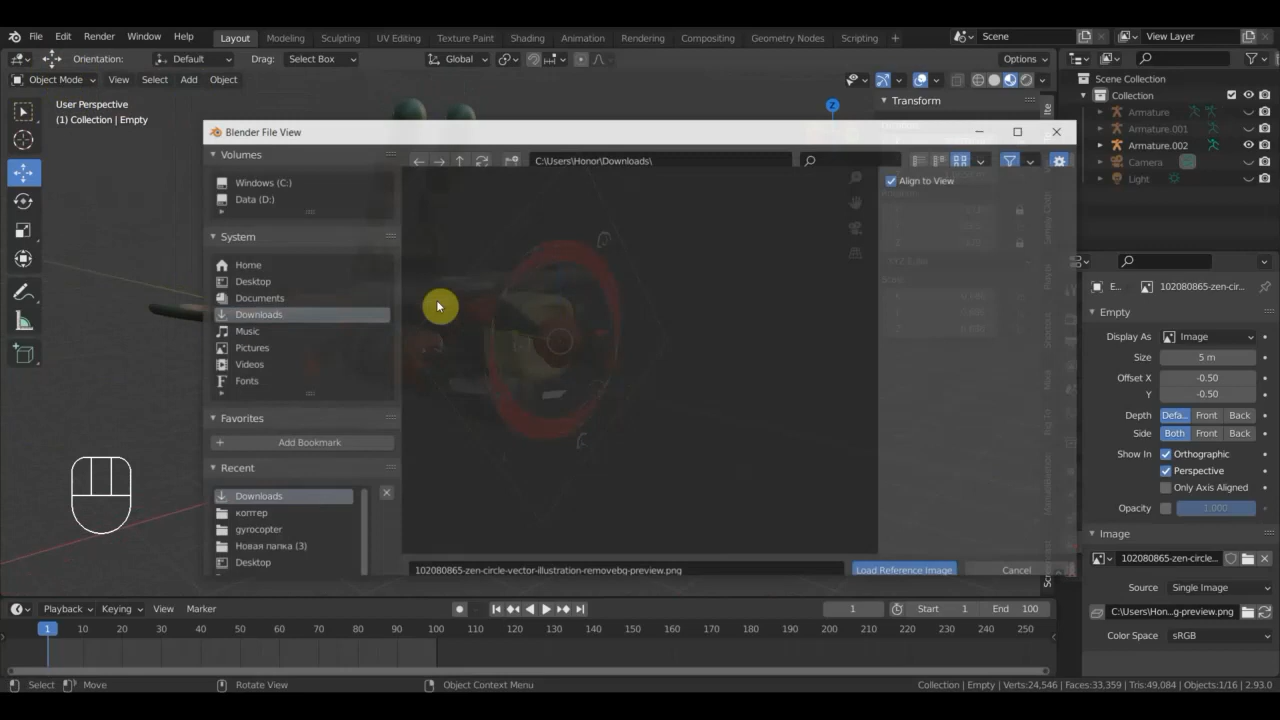 File Edit Render Window Help Layout Modeling Sculpting UV Editing Texture Paint Shading Animation Rendering Compositing Geometry Nodes Scripting + Scene View Layer
Orientation: Default Drag: Select Box Global Options
Object Mode View Select Add Object
User Perspective
(1) Collection | Empty
Z
Transform
Scene Collection
Collection
Armature
Armature.001
Armature.002
Camera
Light
Blender File View
Volumes
C:\Users\Honor\Downloads\
Windows (C:)
Data (D:)
System
Home
Desktop
Documents
Downloads
Music
Pictures
Videos
Fonts
Favorites
Add Bookmark
Recent
Downloads
коптер
gyrocopter
Новая папка (3)
Desktop
Align to View
102080865-zen-circle-vector-illustration-removebg-preview.png
Load Reference Image
Cancel
E... 102080865-zen-cir...
Empty
Display As Image
Size 5 m
Offset X -0.50
Y -0.50
Depth Defa... Front Back
Side Both Front Back
Show In Orthographic
Perspective
Only Axis Aligned
Opacity 1.000
Image
102080865-zen-circle...
Source Single Image
C:\Users\Hon...g-preview.png
Color Space sRGB
Playback Keying View Marker 1 Start 1 End 100
1 10 20 30 40 50 60 70 80 90 100 110 120 130 140 150 160 170 180 190 200 210 220 230 240 250
Select Move Rotate View Object Context Menu Collection | Empty | Verts:24,546 | Faces:33,359 | Tris:49,084 | Objects:1/16 | 2.93.0